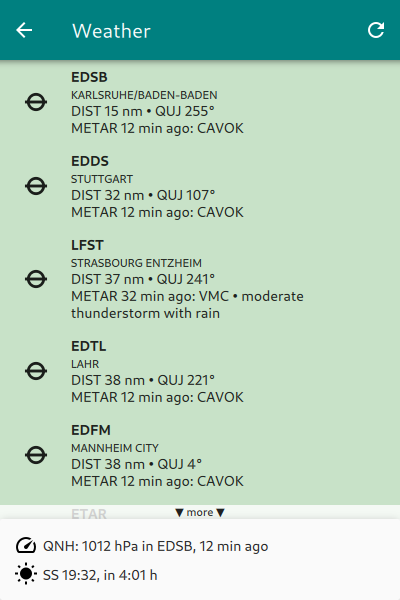 Weather
EDSB
KARLSRUHE/BADEN-BADEN
DIST 15 nm • QUJ 255°
METAR 12 min ago: CAVOK
EDDS
STUTTGART
DIST 32 nm • QUJ 107°
METAR 12 min ago: CAVOK
LFST
STRASBOURG ENTZHEIM
DIST 37 nm • QUJ 241°
METAR 32 min ago: VMC • moderate
thunderstorm with rain
EDTL
LAHR
DIST 38 nm • QUJ 221°
METAR 12 min ago: CAVOK
EDFM
MANNHEIM CITY
DIST 38 nm • QUJ 4°
METAR 12 min ago: CAVOK
ETAR
▼ more ▼
QNH: 1012 hPa in EDSB, 12 min ago
SS 19:32, in 4:01 h